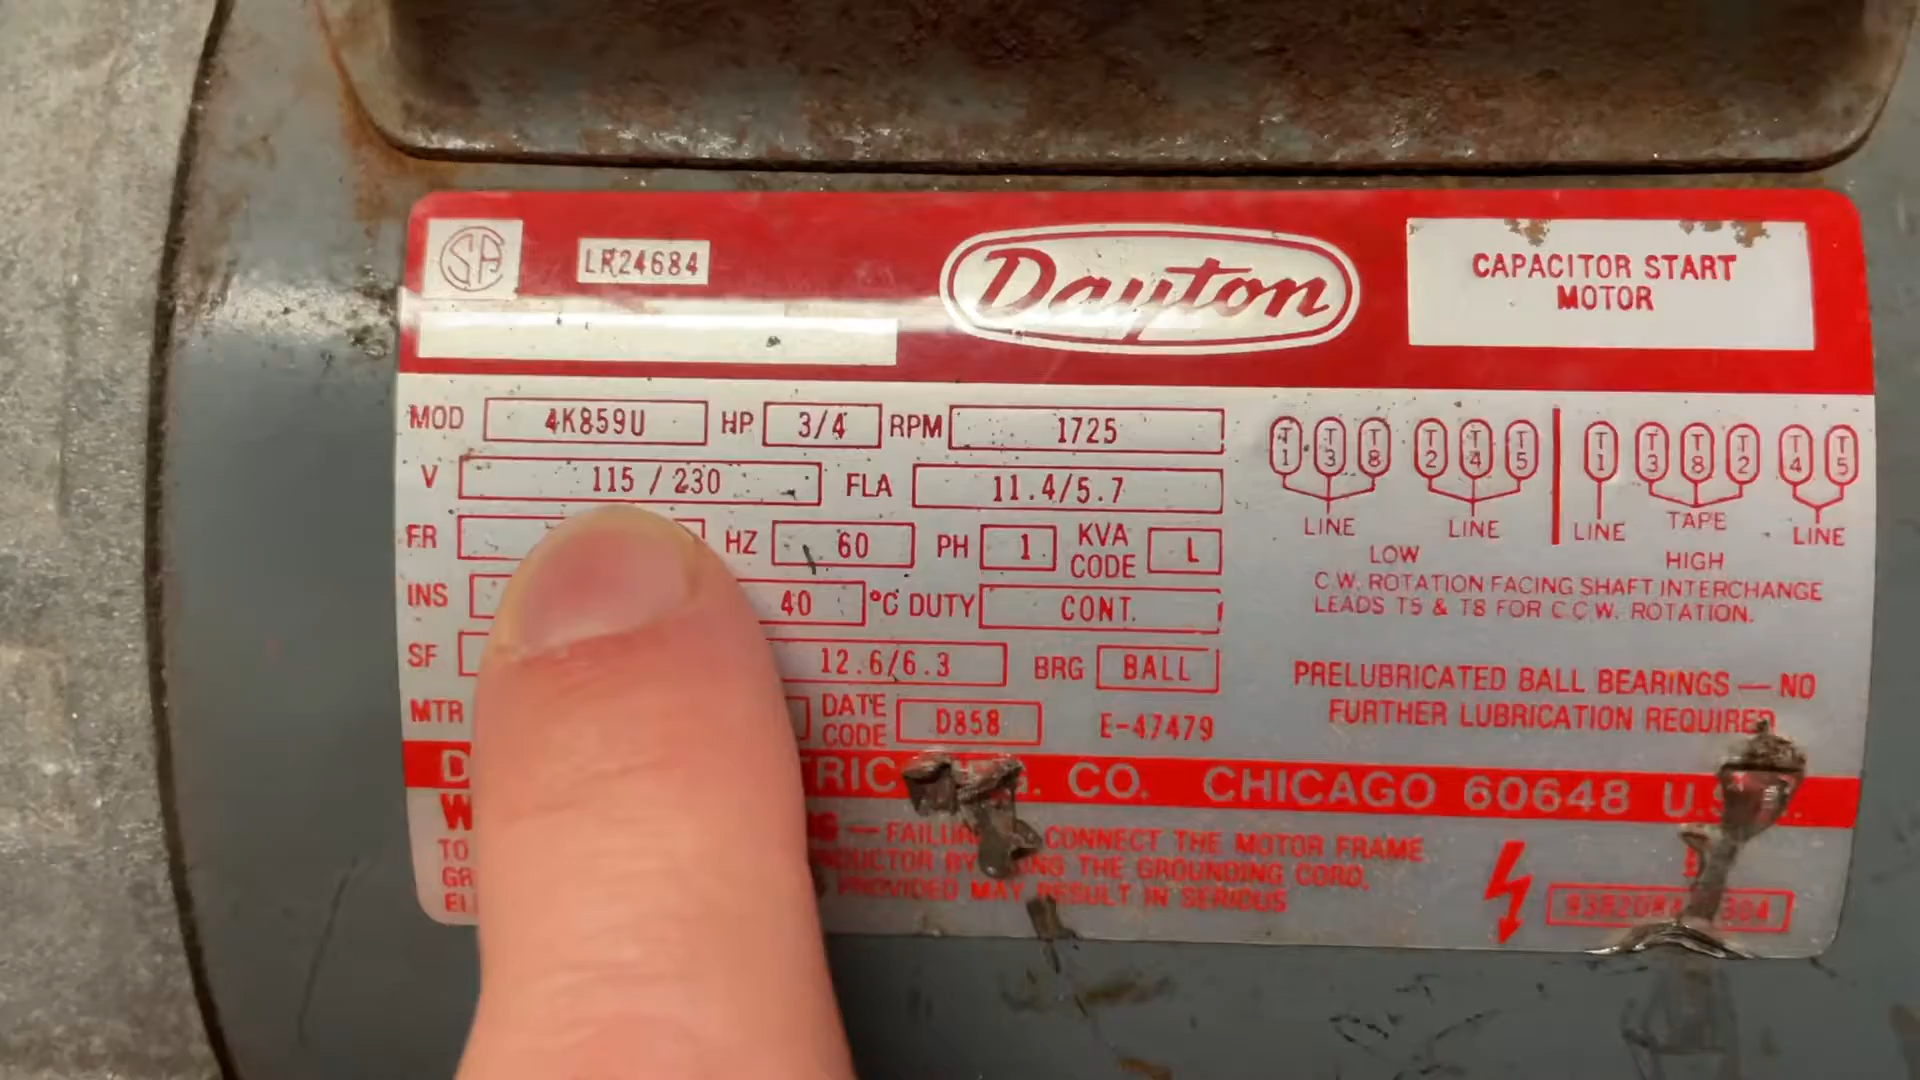 SA LR24684
Dayton
CAPACITOR START
MOTOR
MOD 4K859U HP 3/4 RPM 1725
V 115 / 230 FLA 11.4/5.7
FR HZ 60 PH 1 KVA CODE L
INS 40 °C DUTY CONT.
SF 12.6/6.3 BRG BALL
MTR DATE CODE D858 E-47479
T1 T3 T8 T2 T4 T5 T1 T3 T8 T2 T4 T5
LINE LINE LINE TAPE LINE
LOW HIGH
C.W. ROTATION FACING SHAFT INTERCHANGE
LEADS T5 & T8 FOR C.C.W. ROTATION.
PRELUBRICATED BALL BEARINGS — NO
FURTHER LUBRICATION REQUIRED
CO. CHICAGO 60648
— CONNECT THE MOTOR FRAME
TO BY THE GROUNDING CORD,
PROVIDED MAY RESULT IN SERIOUS